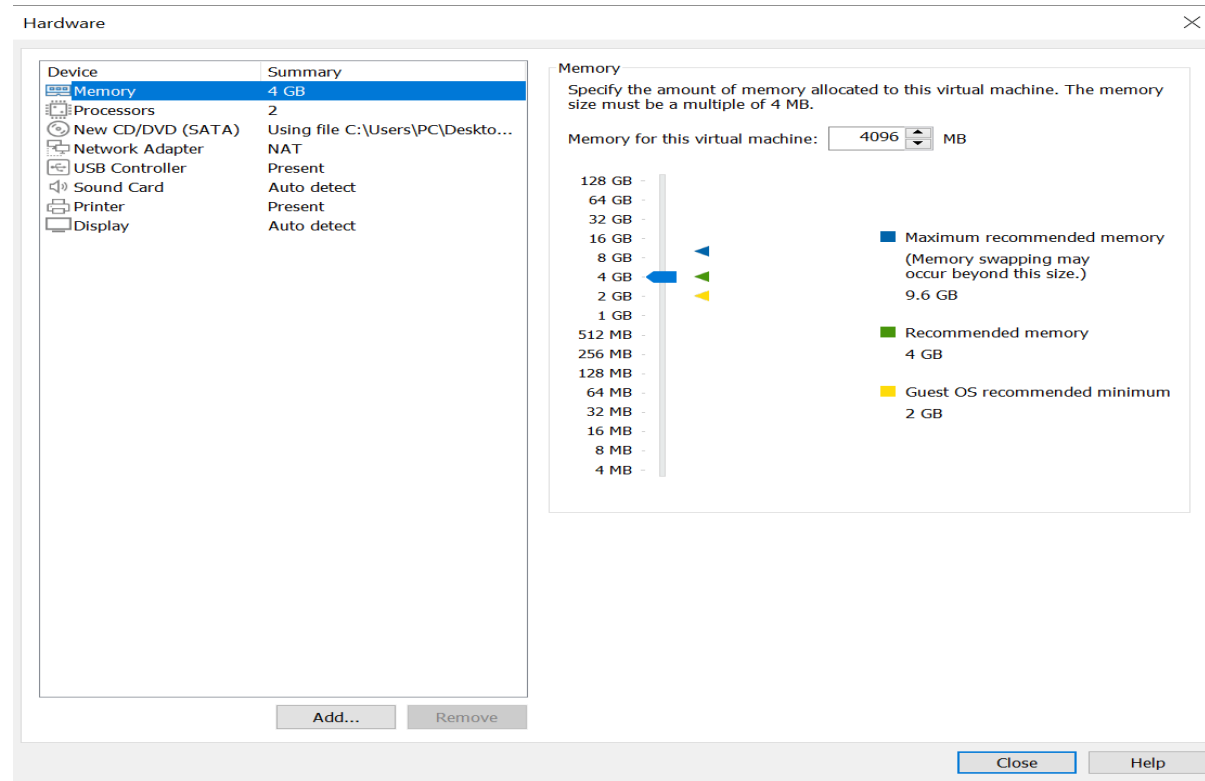 Hardware
Device Summary
Memory 4 GB
Processors 2
New CD/DVD (SATA) Using file C:\Users\PC\Deskto...
Network Adapter NAT
USB Controller Present
Sound Card Auto detect
Printer Present
Display Auto detect
Add... Remove
Memory
Specify the amount of memory allocated to this virtual machine. The memory
size must be a multiple of 4 MB.
Memory for this virtual machine: 4096 MB
128 GB
64 GB
32 GB
16 GB
8 GB
4 GB
2 GB
1 GB
512 MB
256 MB
128 MB
64 MB
32 MB
16 MB
8 MB
4 MB
Maximum recommended memory
(Memory swapping may
occur beyond this size.)
9.6 GB
Recommended memory
4 GB
Guest OS recommended minimum
2 GB
Close Help